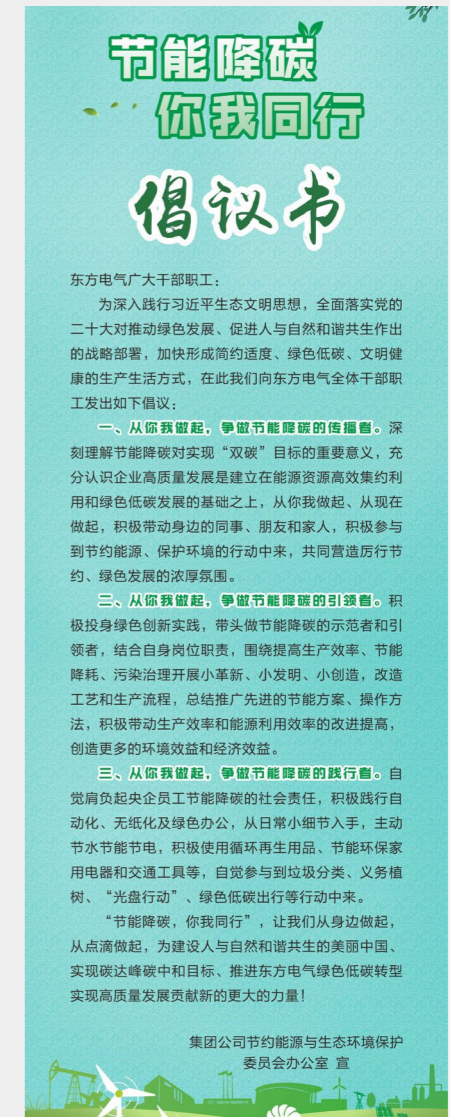 节能降碳
你我同行
倡议书
东方电气广大干部职工：
为深入践行习近平生态文明思想，全面落实党的
二十大对推动绿色发展、促进人与自然和谐共生作出
的战略部署，加快形成简约适度、绿色低碳、文明健
康的生产生活方式，在此我们向东方电气全体干部职
工发出如下倡议：
一、从你我做起，争做节能降碳的传播者。深
刻理解节能降碳对实现“双碳”目标的重要意义，充
分认识企业高质量发展是建立在能源资源高效集约利
用和绿色低碳发展的基础之上，从你我做起、从现在
做起，积极带动身边的同事、朋友和家人，积极参与
到节约能源、保护环境的行动中来，共同营造厉行节
约、绿色发展的浓厚氛围。
二、从你我做起，争做节能降碳的引领者。积
极投身绿色创新实践，带头做节能降碳的示范者和引
领者，结合自身岗位职责，围绕提高生产效率、节能
降耗、污染治理开展小革新、小发明、小创造，改造
工艺和生产流程，总结推广先进的节能方案、操作方
法，积极带动生产效率和能源利用效率的改进提高，
创造更多的环境效益和经济效益。
三、从你我做起，争做节能降碳的践行者。自
觉肩负起央企员工节能降碳的社会责任，积极践行自
动化、无纸化及绿色办公，从日常小细节入手，主动
节水节能节电，积极使用循环再生用品、节能环保家
用电器和交通工具等，自觉参与到垃圾分类、义务植
树、“光盘行动”、绿色低碳出行等行动中来。
“节能降碳，你我同行”，让我们从身边做起，
从点滴做起，为建设人与自然和谐共生的美丽中国、
实现碳达峰碳中和目标、推进东方电气绿色低碳转型
实现高质量发展贡献新的更大的力量！
集团公司节约能源与生态环境保护
委员会办公室 宣